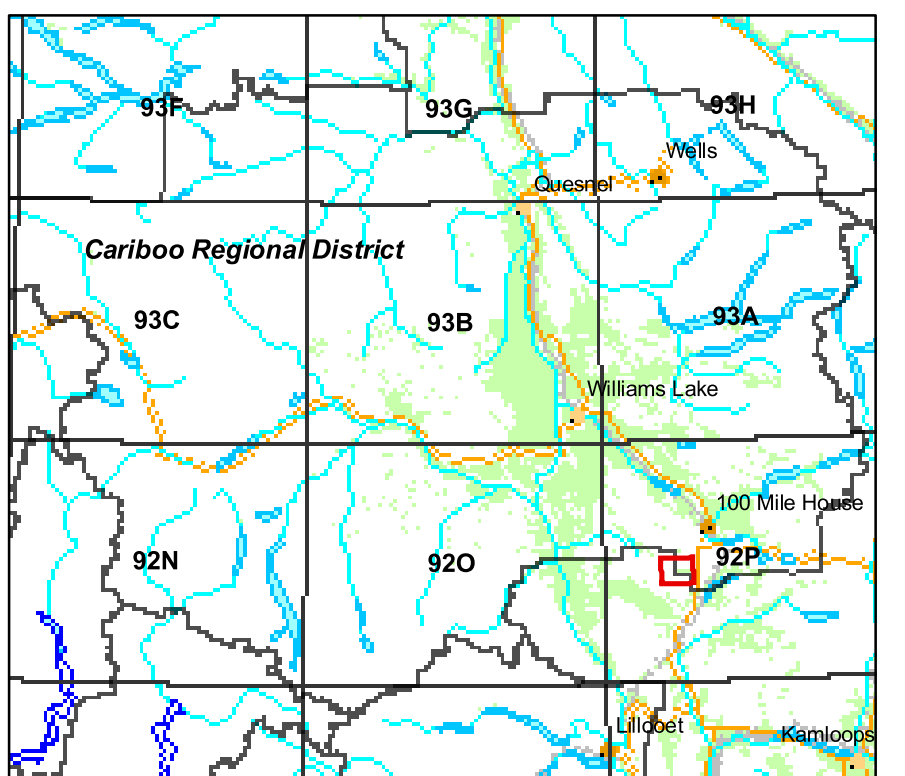 93F
93G
93H
Wells
Quesnel
Cariboo Regional District
93C
93B
93A
Williams Lake
100 Mile House
92N
92O
92P
Lillooet
Kamloops